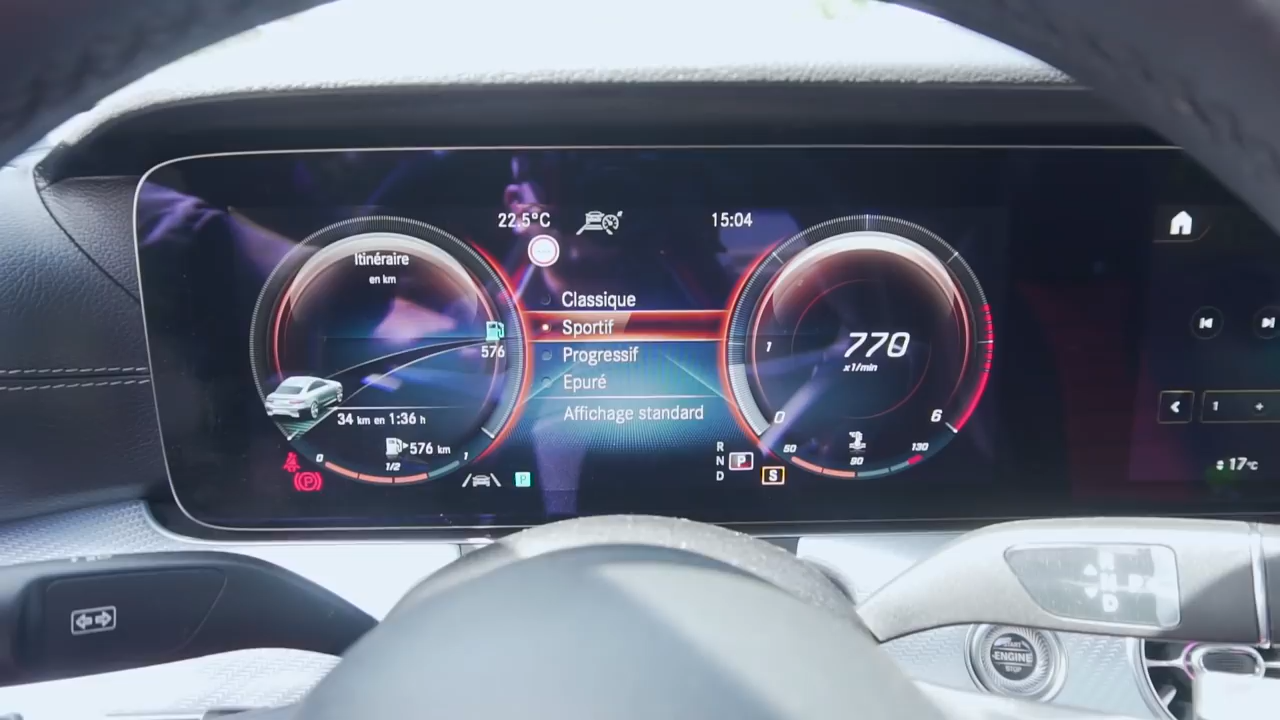 22.5°C
15:04
Itinéraire
en km
576
34 km en 1:36 h
576 km
0
1/2
1
P
P
Classique
Sportif
Progressif
Epuré
Affichage standard
R
N
D
P
S
770
x1/min
1
0
6
50
90
130
1
+
17°C
D
START
ENGINE
STOP